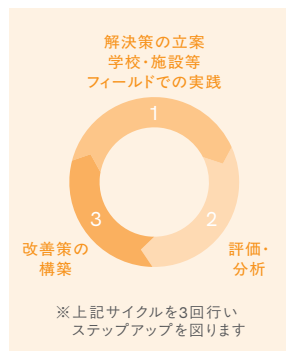 解決策の立案
学校・施設等
フィールドでの実践
1
2
3
評価・
分析
改善策の
構築
※上記サイクルを3回行い
ステップアップを図ります